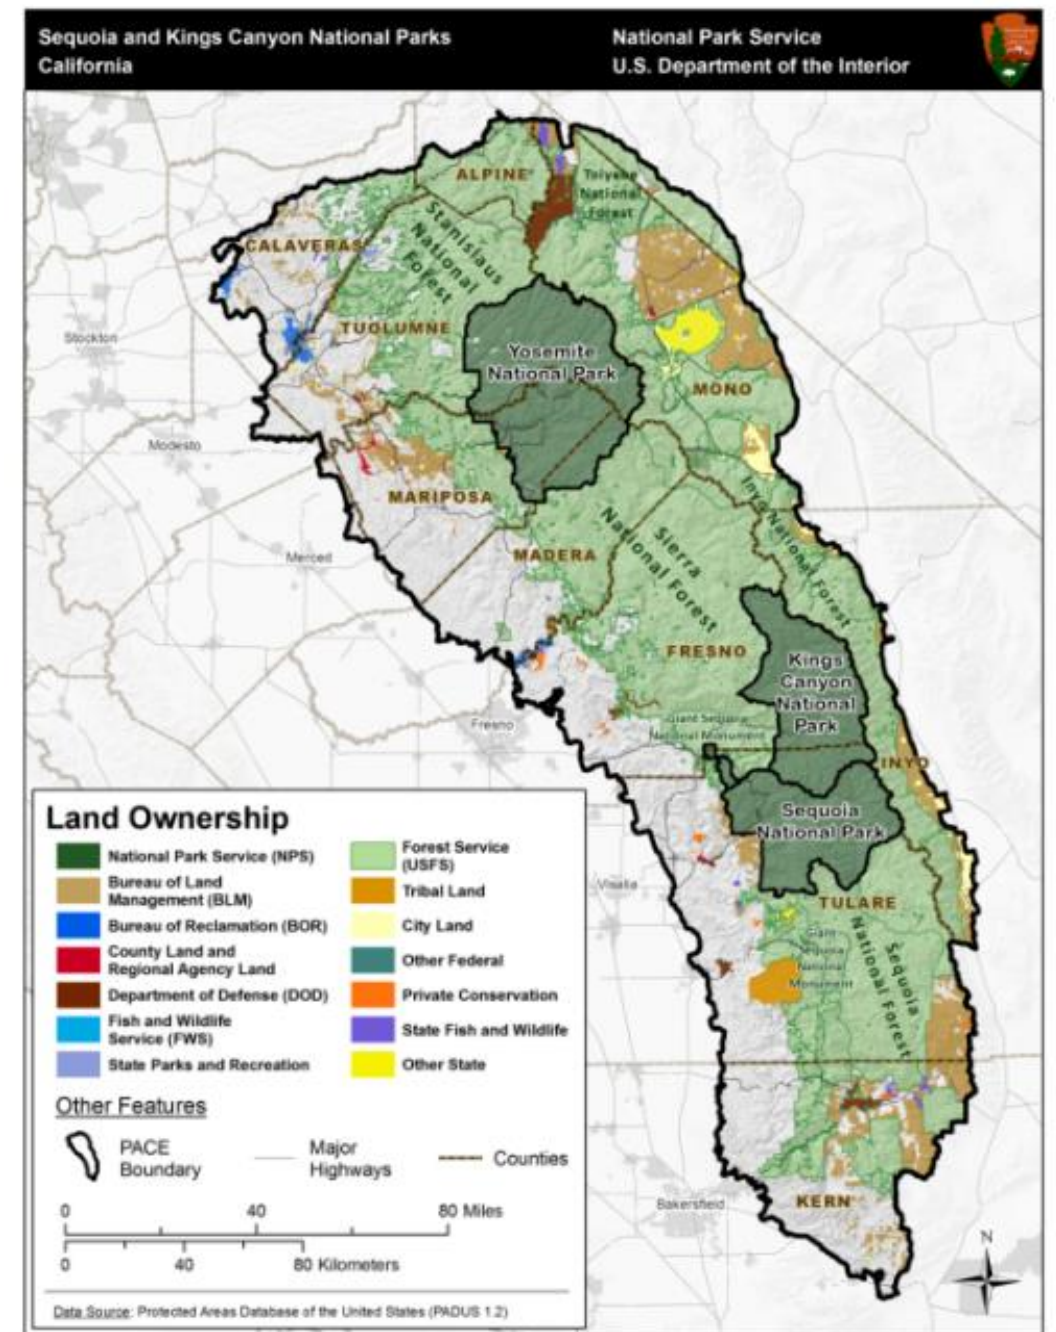 Sequoia and Kings Canyon National Parks
California
National Park Service
U.S. Department of the Interior
ALPINE
Toiyabe
National
Forest
Stanislaus
National
Forest
CALAVERAS
TUOLUMNE
Stockton
Yosemite
National Park
MONO
Modesto
MARIPOSA
Inyo National Forest
Sierra
National Forest
MADERA
Merced
FRESNO
Kings
Canyon
National
Park
Giant Sequoia
National Monument
Fresno
INYO
Sequoia
National Park
Visalia
TULARE
Giant
Sequoia
National
Monument
Sequoia
National Forest
KERN
Bakersfield
N
Land Ownership
National Park Service (NPS)
Bureau of Land
Management (BLM)
Bureau of Reclamation (BOR)
County Land and
Regional Agency Land
Department of Defense (DOD)
Fish and Wildlife
Service (FWS)
State Parks and Recreation
Forest Service
(USFS)
Tribal Land
City Land
Other Federal
Private Conservation
State Fish and Wildlife
Other State
Other Features
PACE
Boundary
Major
Highways
Counties
0 40 80 Miles
0 40 80 Kilometers
Data Source: Protected Areas Database of the United States (PADUS 1.2)